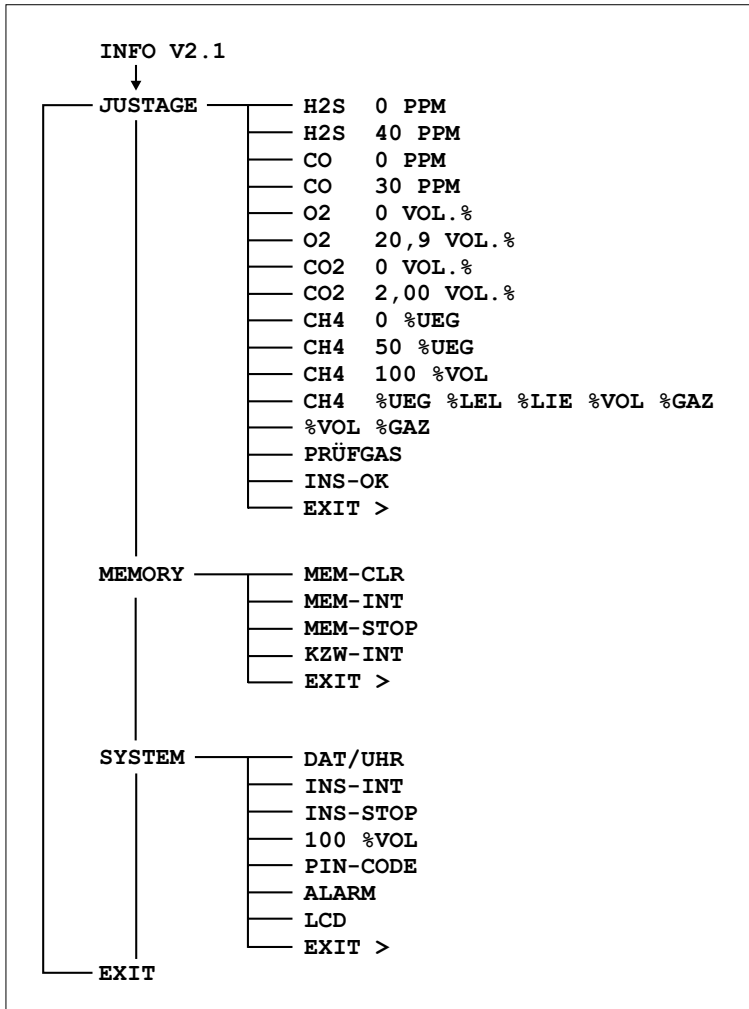 INFO V2.1
JUSTAGE
H2S 0 PPM
H2S 40 PPM
CO 0 PPM
CO 30 PPM
O2 0 VOL.%
O2 20,9 VOL.%
CO2 0 VOL.%
CO2 2,00 VOL.%
CH4 0 %UEG
CH4 50 %UEG
CH4 100 %VOL
CH4 %UEG %LEL %LIE %VOL %GAZ
%VOL %GAZ
PRÜFGAS
INS-OK
EXIT >
MEMORY
MEM-CLR
MEM-INT
MEM-STOP
KZW-INT
EXIT >
SYSTEM
DAT/UHR
INS-INT
INS-STOP
100 %VOL
PIN-CODE
ALARM
LCD
EXIT >
EXIT